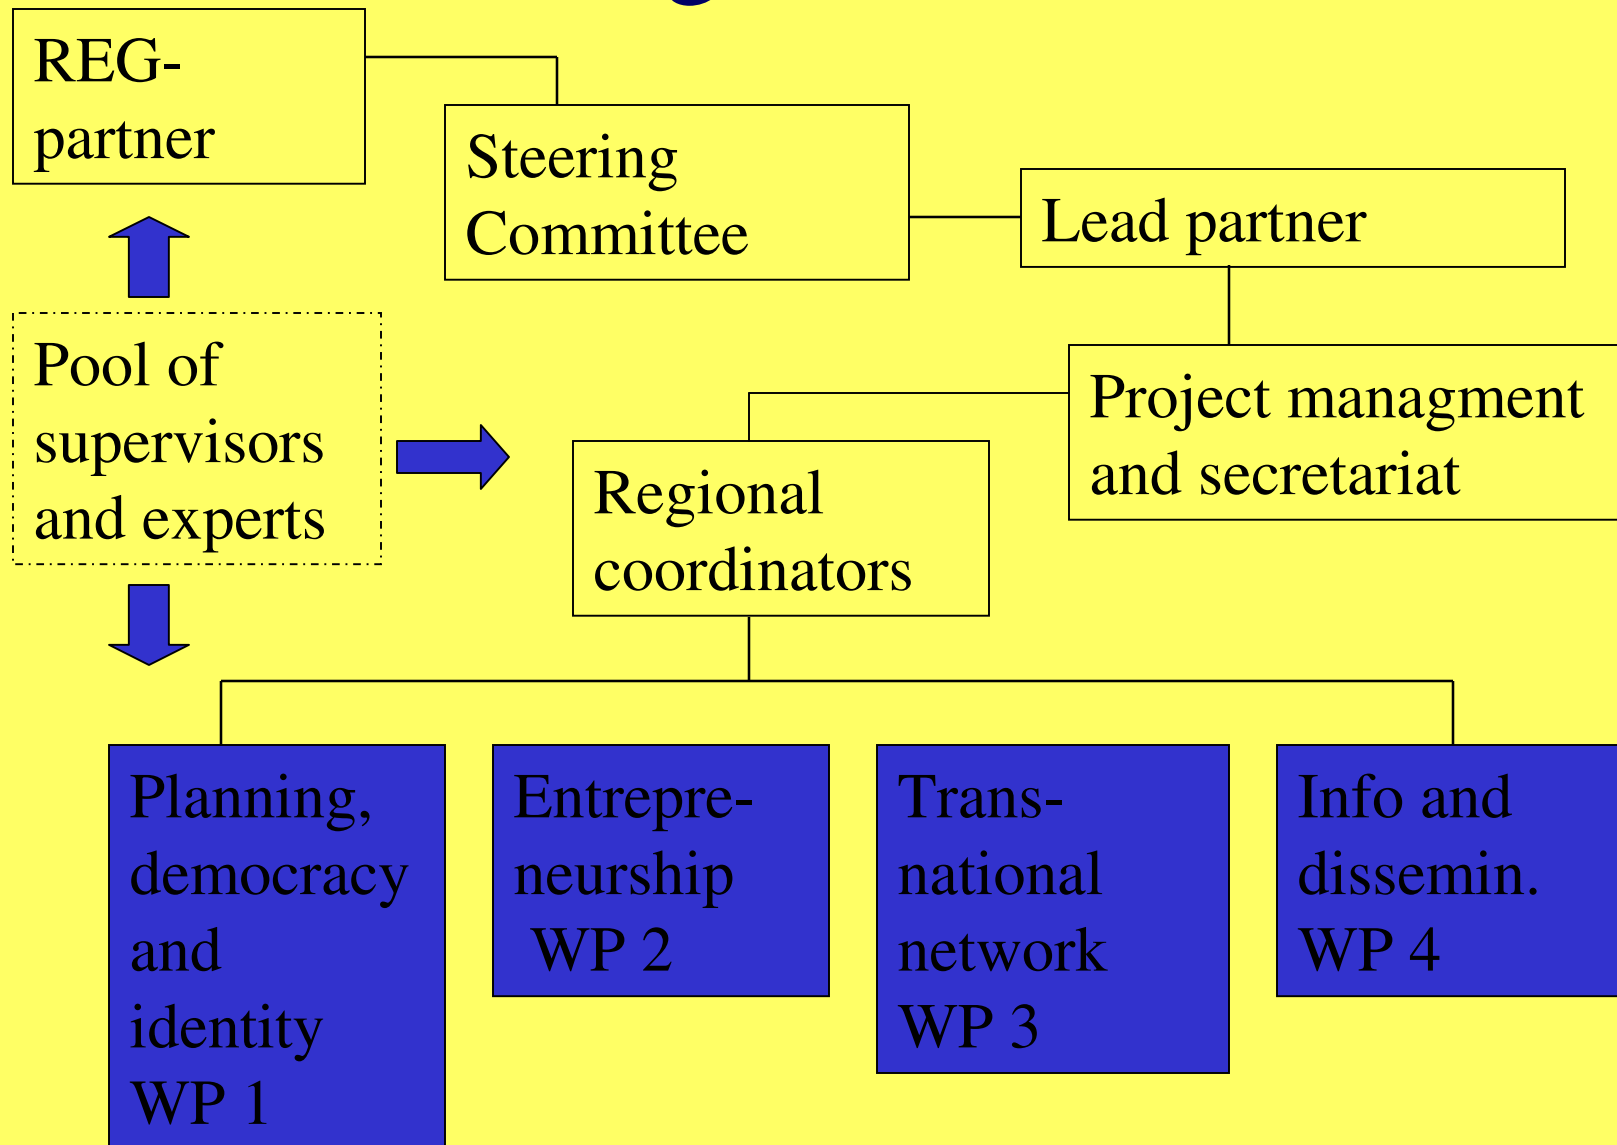 REG-
partner
Steering
Committee
Lead partner
Pool of
supervisors
and experts
Project managment
and secretariat
Regional
coordinators
Planning,
democracy
and
identity
WP 1
Entrepre-
neurship
WP 2
Trans-
national
network
WP 3
Info and
dissemin.
WP 4